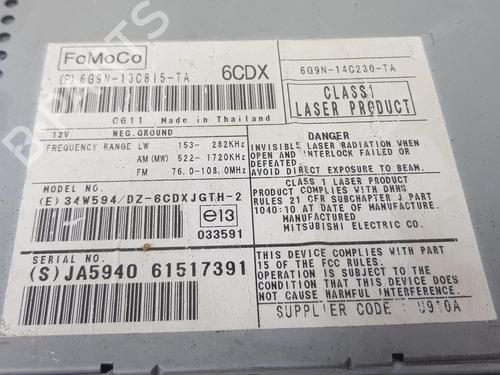 FoMoCo
(P) 6G9N-13C815-TA
6CDX
0611 Made in Thailand
6G9N-14C230-TA
CLASS1
LASER PRODUCT
12V NEG.GROUND
FREQUENCY RANGE LW 153- 282KHz
AM(MW) 522-1720KHz
FM 76.0-108.0MHz
MODEL NO.
(E) 34W594/DZ-6CDXJGTH-2
e13
033591
SERIAL NO.
(S)JA5940 61517391
DANGER
INVISIBLE LASER RADIATION WHEN
OPEN AND INTERLOCK FAILED OR
DEFEATED.
AVOID DIRECT EXPOSURE TO BEAM.
CLASS 1 LASER PRODUCT
PRODUCT COMPLIES WITH DHHS
RULES 21 CFR SUBCHAPTER J PART
1040:10 AT DATE OF MANUFACTURE.
MANUFACTURED
MITSUBISHI ELECTRIC CO.
THIS DEVICE COMPLIES WITH PART
15 OF THE FCC RULES.
OPERATION IS SUBJECT TO THE
CONDITION THAT THIS DEVICE DOES
NOT CAUSE HARMFUL INTERFERENCE.
SUPPLIER CODE : U910A